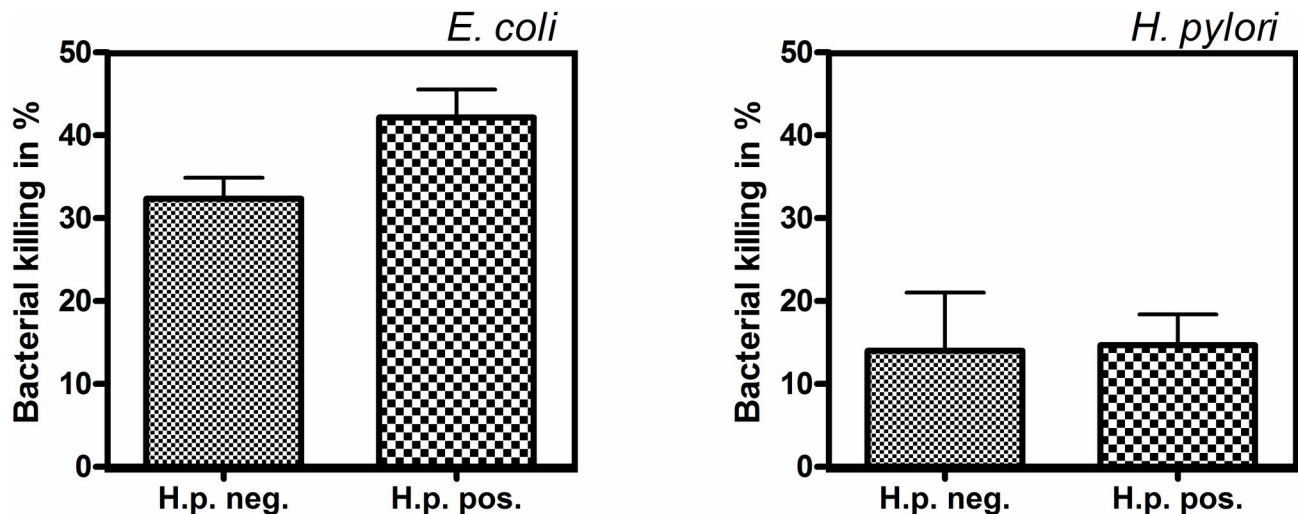 E. coli
Bacterial killing in %
50
40
30
20
10
0
H.p. neg. H.p. pos.
H. pylori
Bacterial killing in %
50
40
30
20
10
0
H.p. neg. H.p. pos.